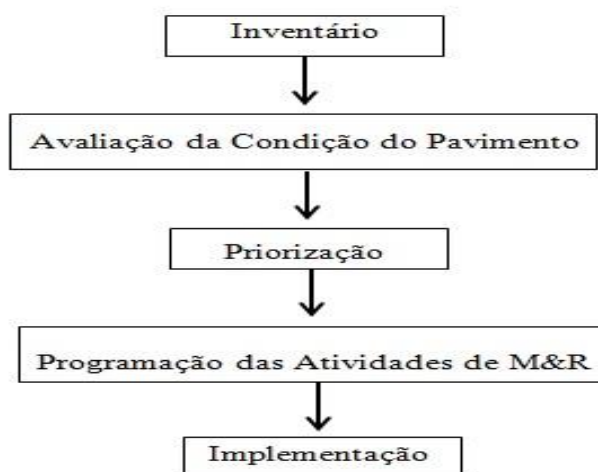 Inventário
Avaliação da Condição do Pavimento
Priorização
Programação das Atividades de M&R
Implementação